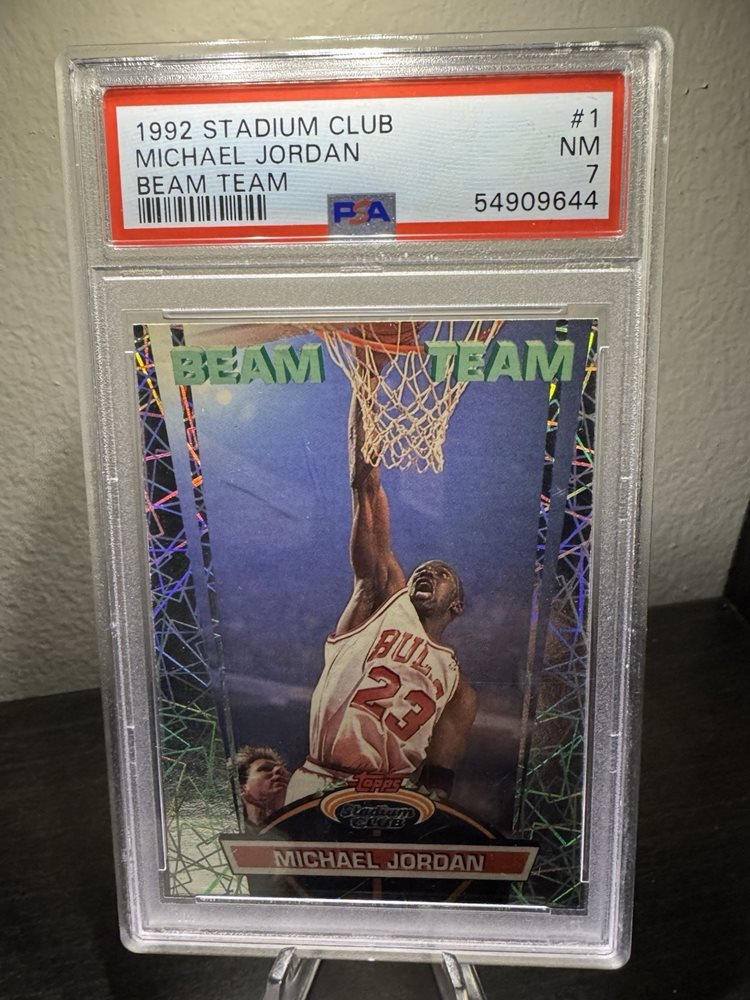 1992 STADIUM CLUB #1
MICHAEL JORDAN NM
BEAM TEAM 7
PSA 54909644
BEAM TEAM
BULLS
23
Topps
Stadium
CLUB
MICHAEL JORDAN